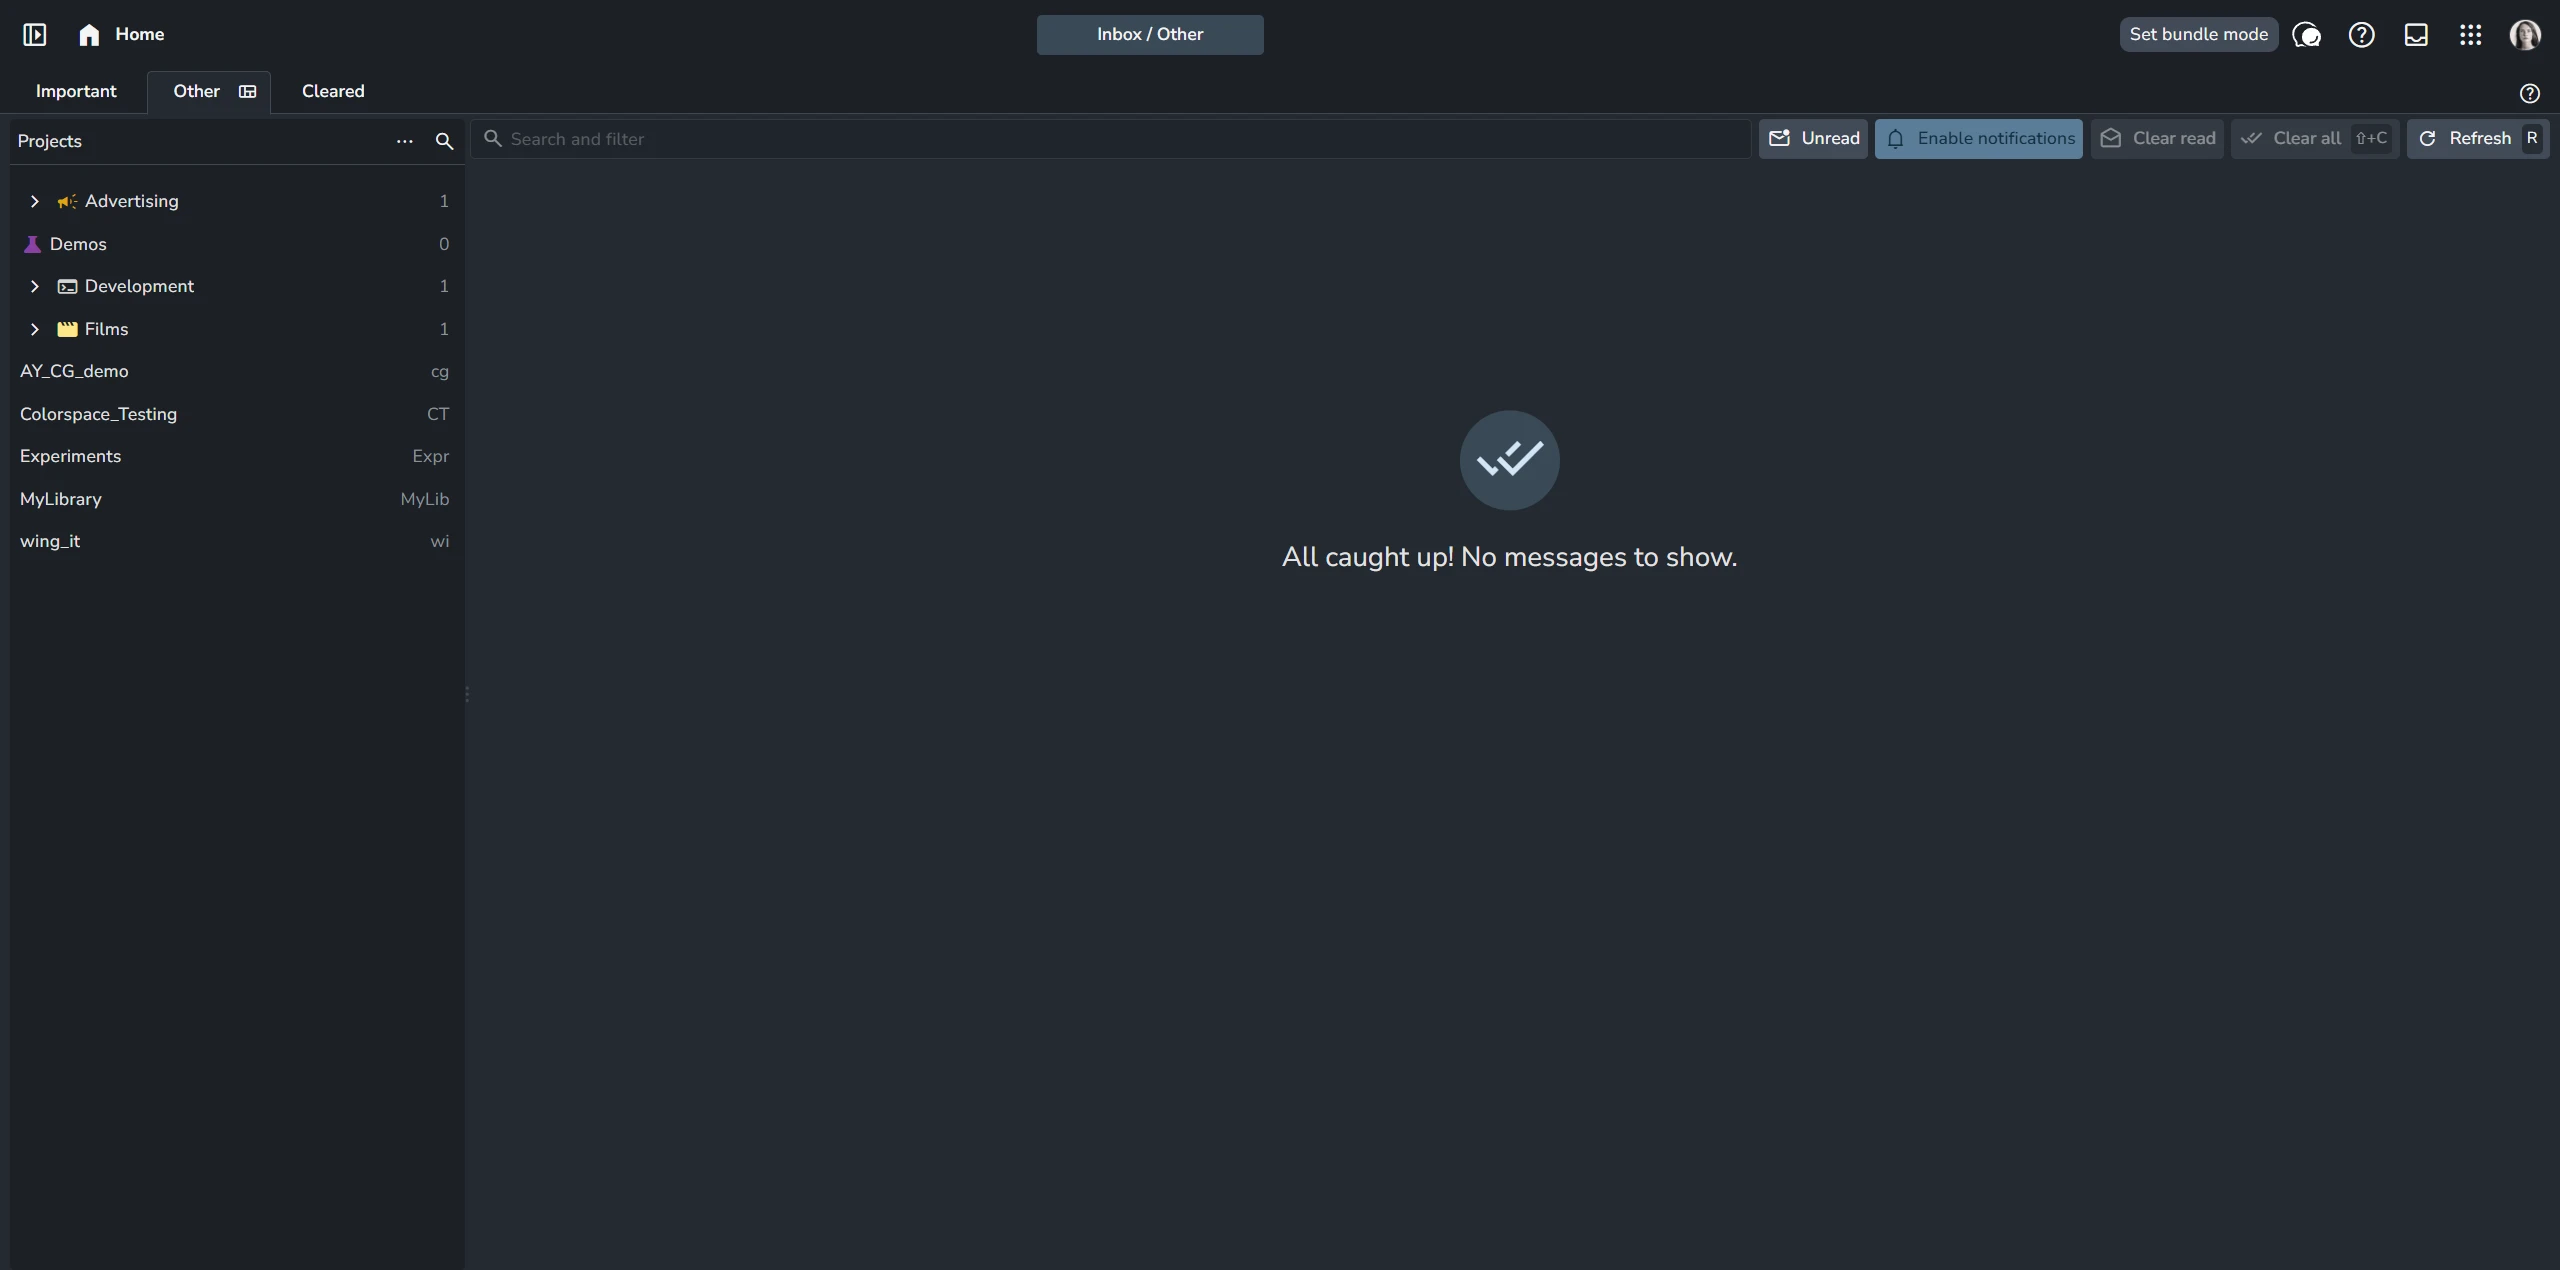 Home
Inbox / Other
Set bundle mode
Important
Other
Cleared
Projects
Search and filter
Unread
Enable notifications
Clear read
Clear all ⇧+C
Refresh R
Advertising 1
Demos 0
Development 1
Films 1
AY_CG_demo cg
Colorspace_Testing CT
Experiments Expr
MyLibrary MyLib
wing_it wi
All caught up! No messages to show.